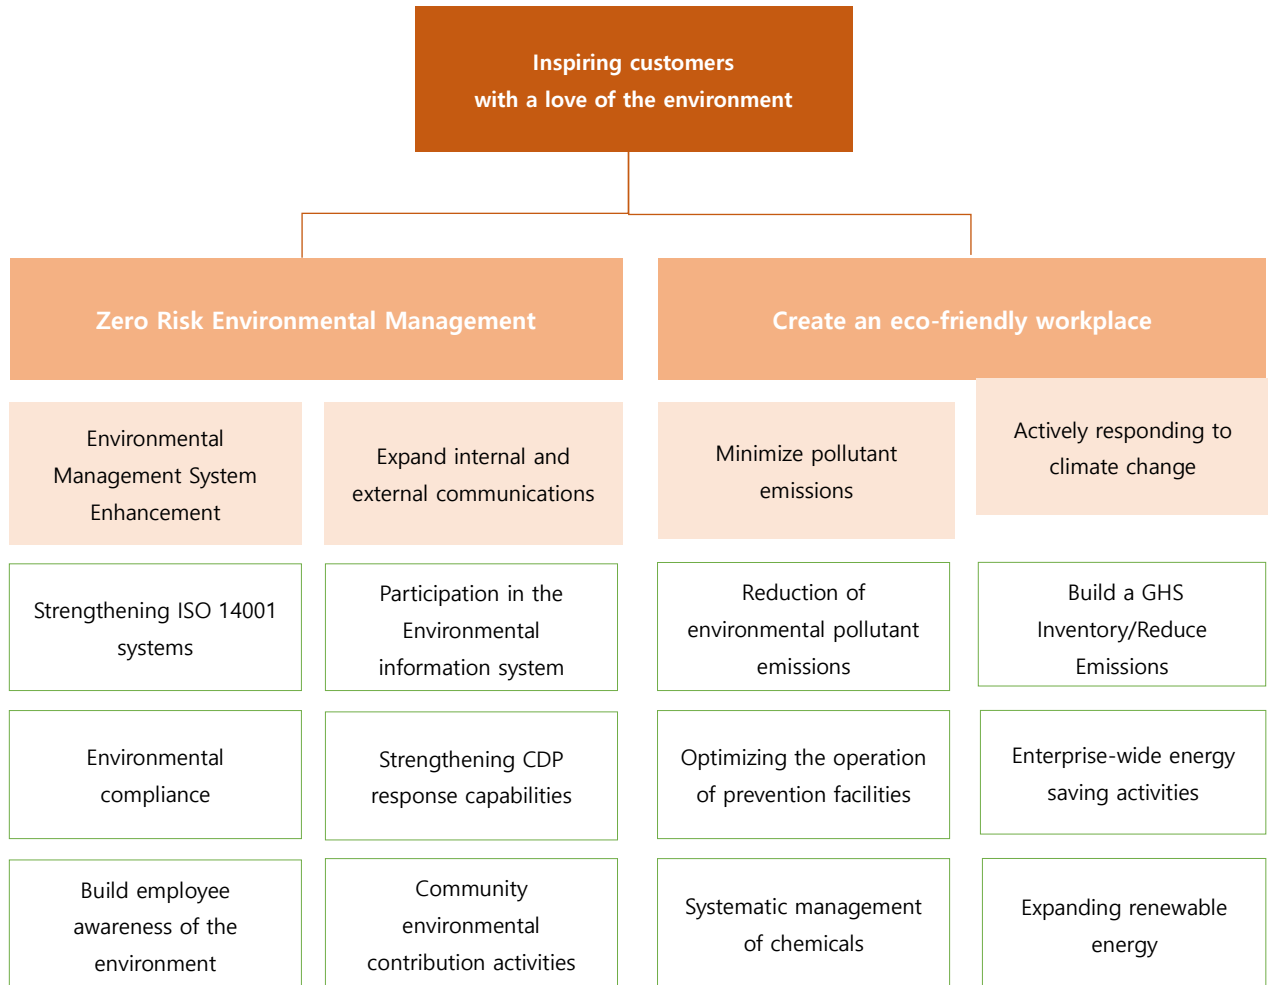 Inspiring customers
with a love of the environment
Zero Risk Environmental Management
Create an eco-friendly workplace
Environmental
Management System
Enhancement
Expand internal and
external communications
Minimize pollutant
emissions
Actively responding to
climate change
Strengthening ISO 14001
systems
Participation in the
Environmental
information system
Reduction of
environmental pollutant
emissions
Build a GHS
Inventory/Reduce
Emissions
Environmental
compliance
Strengthening CDP
response capabilities
Optimizing the operation
of prevention facilities
Enterprise-wide energy
saving activities
Build employee
awareness of the
environment
Community
environmental
contribution activities
Systematic management
of chemicals
Expanding renewable
energy